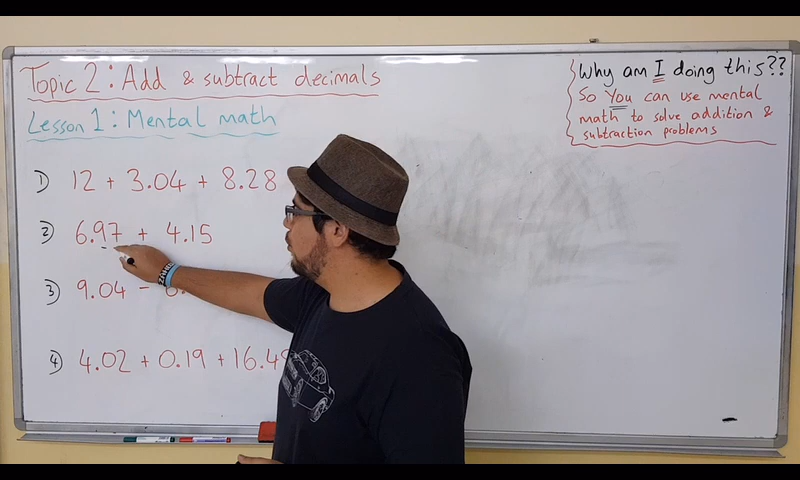 Topic 2: Add & subtract decimals
Lesson 1: Mental math
Why am I doing this??
So You can use mental
math to solve addition &
subtraction problems
1) 12 + 3.04 + 8.28
2) 6.97 + 4.15
3) 9.04 -
4) 4.02 + 0.19 + 16.4